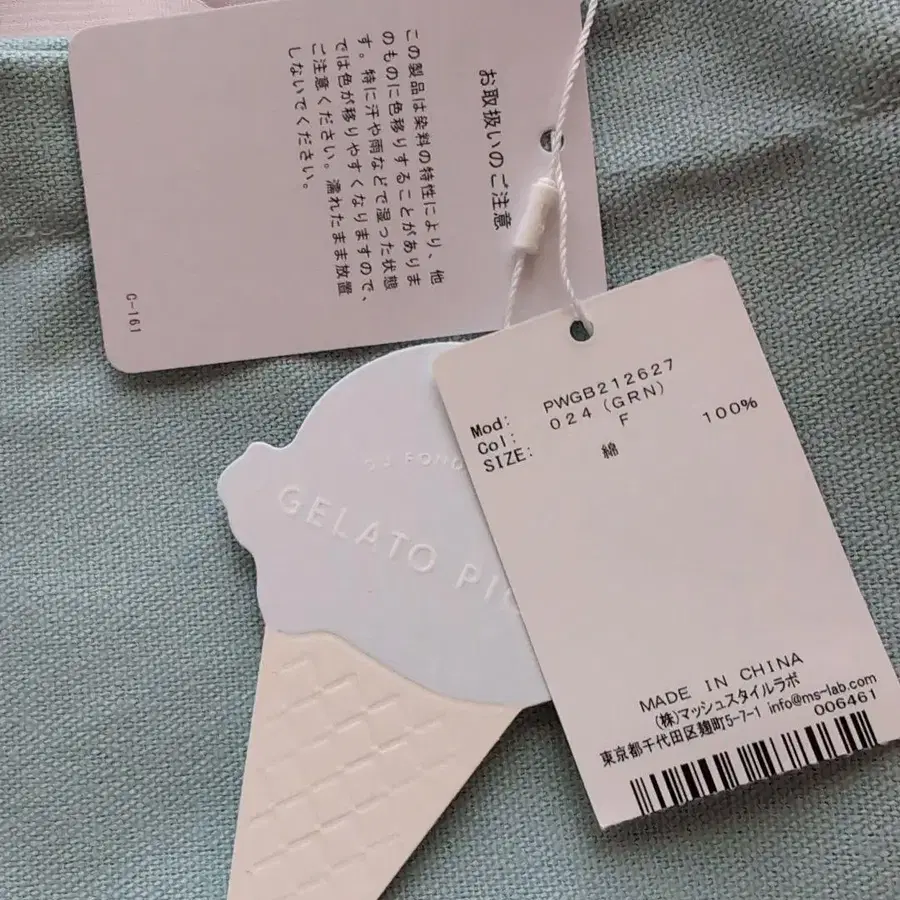 お取扱いのご注意
この製品は染料の特性により、他
のものに色移りすることがありま
す。特に汗や雨などで湿った状態
では色が移りやすくなりますので、
ご注意ください。濡れたまま放置
しないでください。
C-161
GELATO
Mod: PWGB212627
Col: 024 (GRN)
SIZE: F
綿 100%
MADE IN CHINA
(株)マッシュスタイルラボ
東京都千代田区麹町5-7-1 info@ms-lab.com
006461